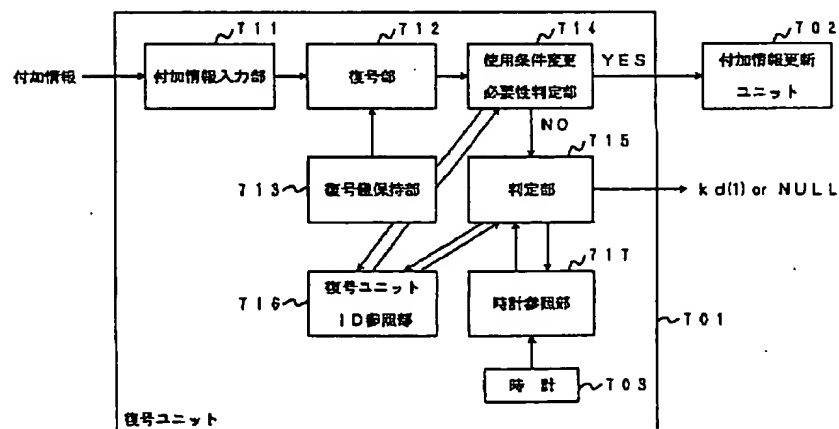 711
712
714
702
付加情報
付加情報入力部
復号部
使用条件変更
必要性判定部
YES
付加情報更新
ユニット
NO
715
713
復号鍵保持部
判定部
kd(1) or NULL
717
716
復号ユニット
ID参照部
時計参照部
701
時計
703
復号ユニット